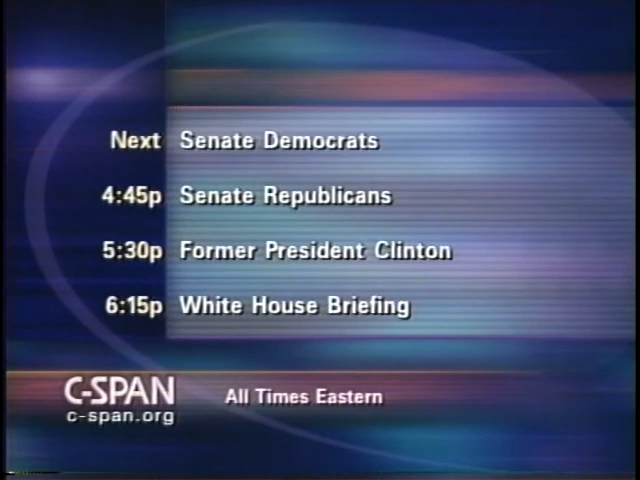 Next Senate Democrats
4:45p Senate Republicans
5:30p Former President Clinton
6:15p White House Briefing
C-SPAN
c-span.org
All Times Eastern